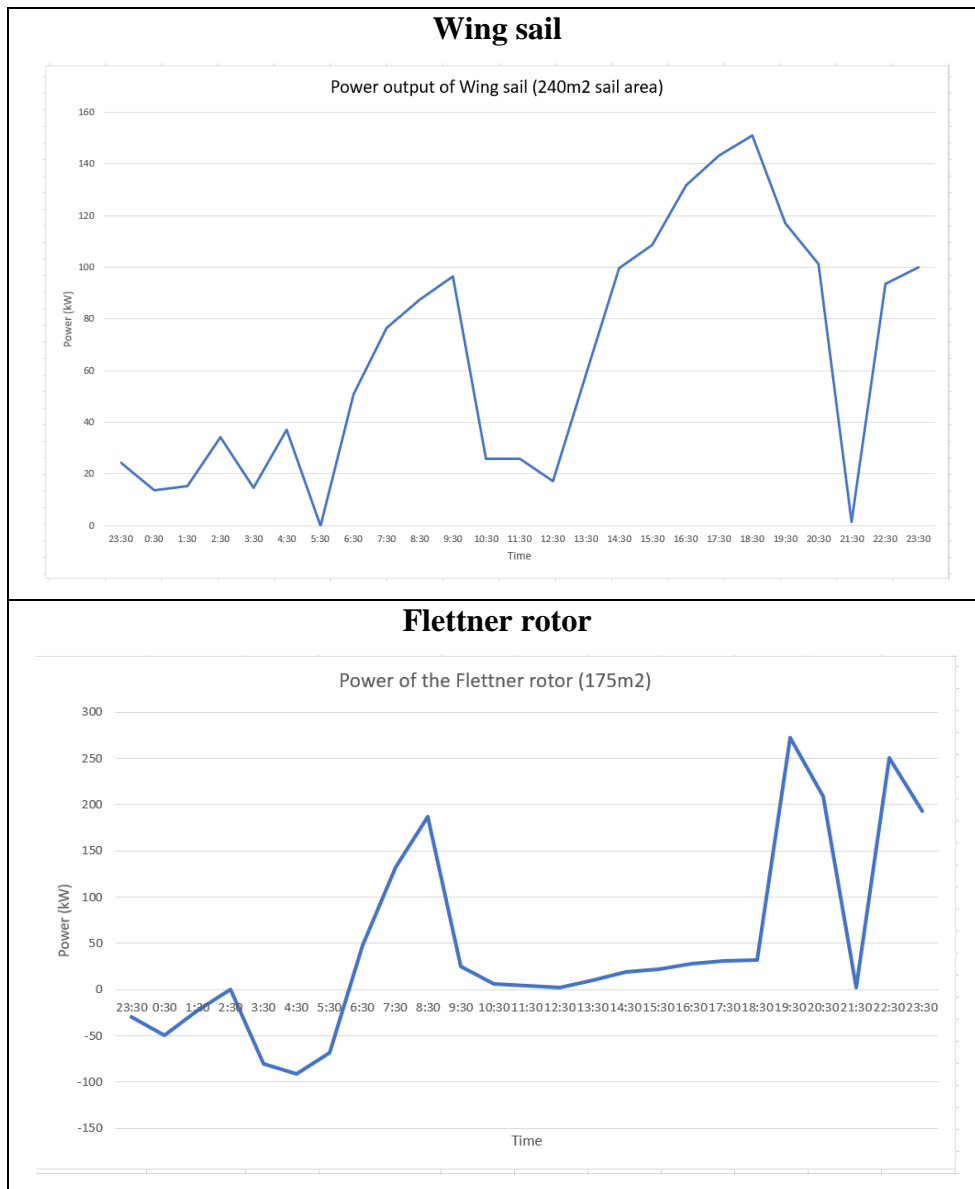 Wing sail
Power output of Wing sail (240m2 sail area)
160
140
120
100
80
60
40
20
0
Power (kW)
23:30 0:30 1:30 2:30 3:30 4:30 5:30 6:30 7:30 8:30 9:30 10:30 11:30 12:30 13:30 14:30 15:30 16:30 17:30 18:30 19:30 20:30 21:30 22:30 23:30
Time
Flettner rotor
Power of the Flettner rotor (175m2)
300
250
200
150
100
50
0
-50
-100
-150
Power (kW)
23:30 0:30 1:30 2:30 3:30 4:30 5:30 6:30 7:30 8:30 9:30 10:30 11:30 12:30 13:30 14:30 15:30 16:30 17:30 18:30 19:30 20:30 21:30 22:30 23:30
Time